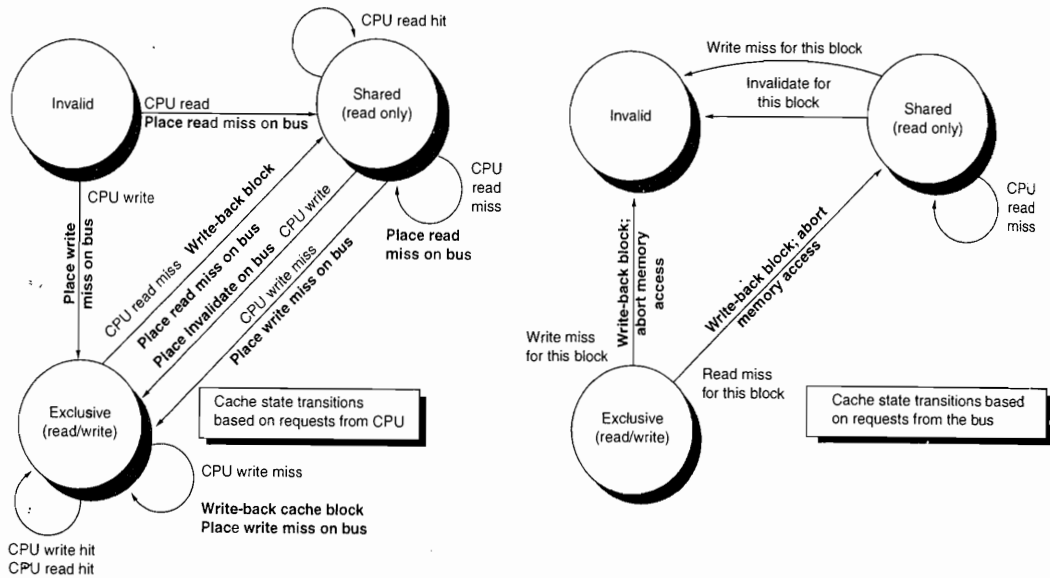 CPU read hit
Invalid
CPU read
Place read miss on bus
Shared
(read only)
CPU write
Place write
miss on bus
CPU
read
miss
Place read
miss on bus
CPU read miss
Write-back block
Place read miss on bus
Place Invalidate on bus
CPU write
CPU write miss
Place write miss on bus
Exclusive
(read/write)
Cache state transitions
based on requests from CPU
CPU write miss
Write-back cache block
Place write miss on bus
CPU write hit
CPU read hit
Write miss for this block
Invalidate for
this block
Invalid
Shared
(read only)
CPU
read
miss
Write-back block;
abort memory
access
Write-back block; abort
memory access
Write miss
for this block
Read miss
for this block
Exclusive
(read/write)
Cache state transitions based
on requests from the bus